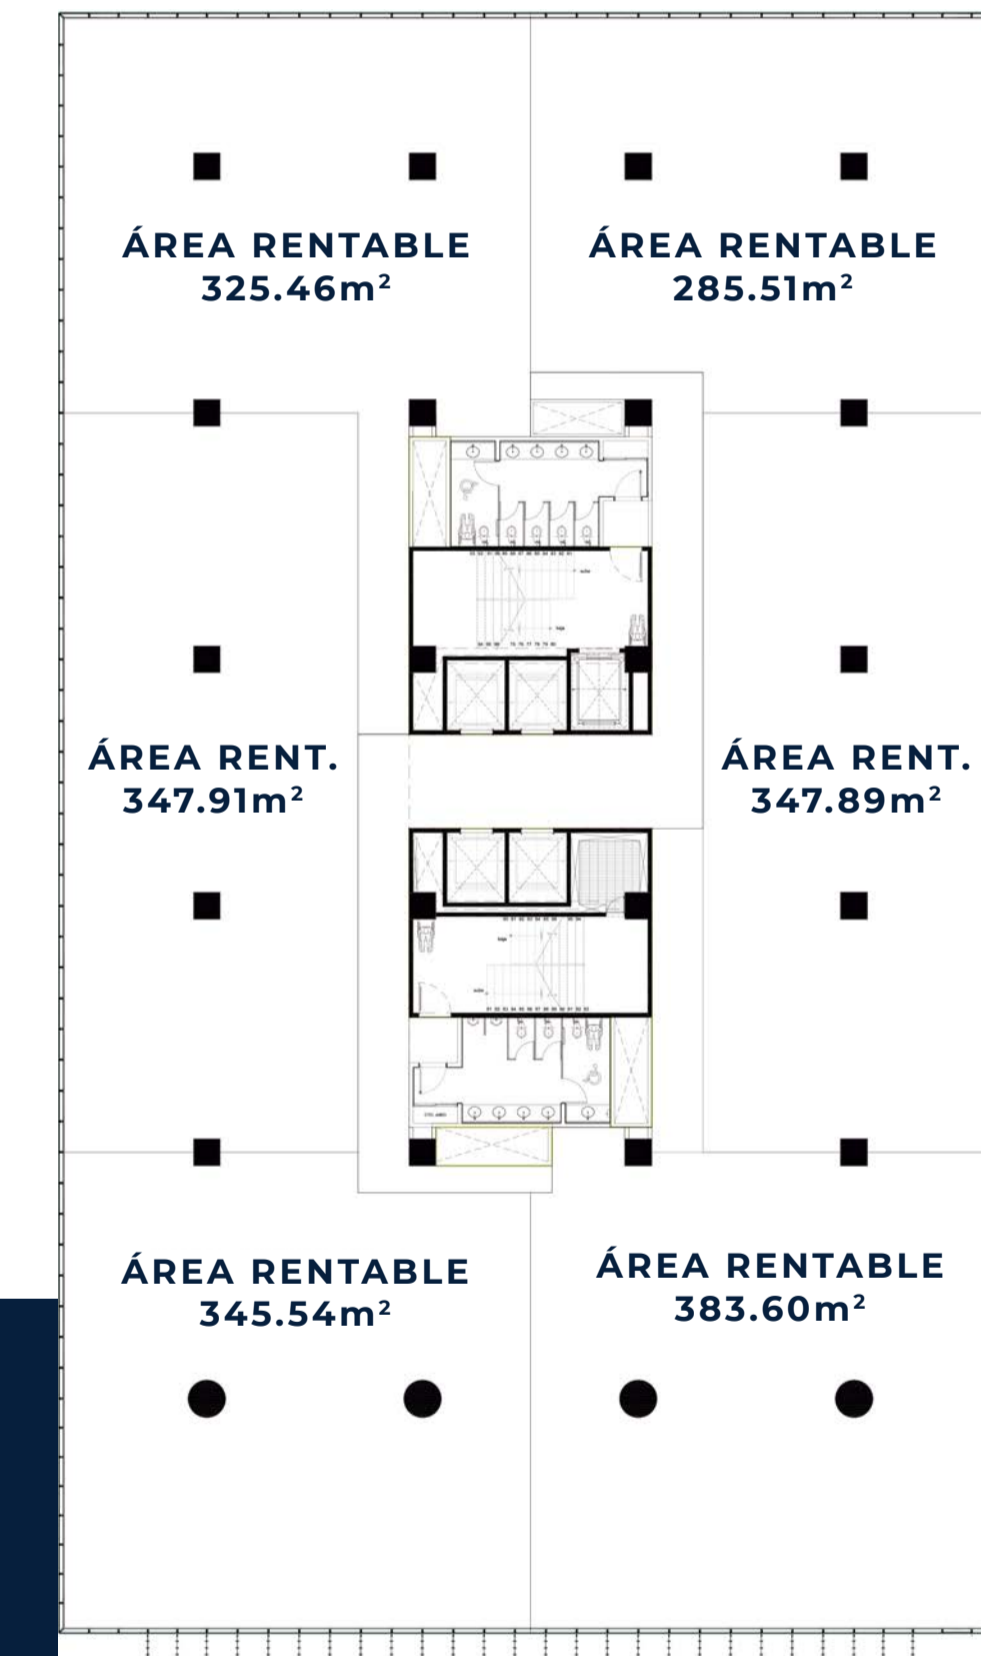 ÁREA RENTABLE
325.46m²
ÁREA RENTABLE
285.51m²
ÁREA RENT.
347.91m²
ÁREA RENT.
347.89m²
ÁREA RENTABLE
345.54m²
ÁREA RENTABLE
383.60m²